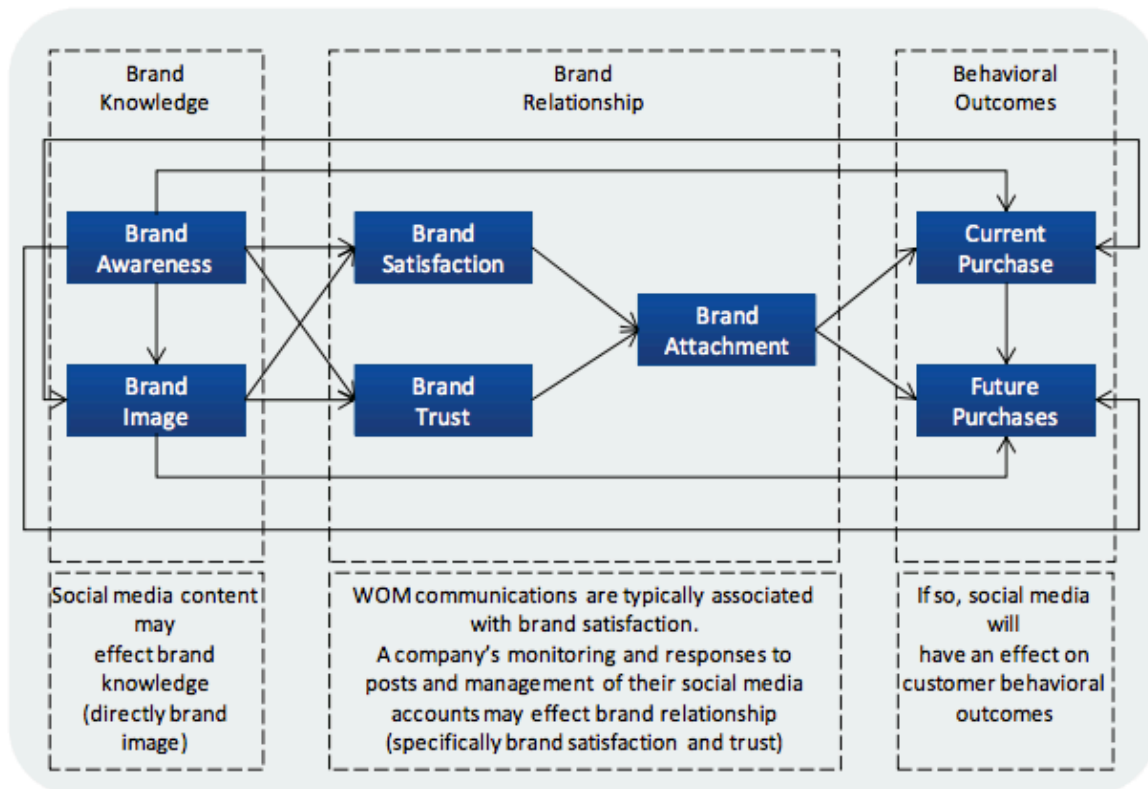 Brand
Knowledge
Brand
Relationship
Behavioral
Outcomes
Brand
Awareness
Brand
Satisfaction
Current
Purchase
Brand
Attachment
Brand
Image
Brand
Trust
Future
Purchases
Social media content
may
effect brand
knowledge
(directly brand
image)
WOM communications are typically associated
with brand satisfaction.
A company's monitoring and responses to
posts and management of their social media
accounts may effect brand relationship
(specifically brand satisfaction and trust)
If so, social media
will
have an effect on
customer behavioral
outcomes